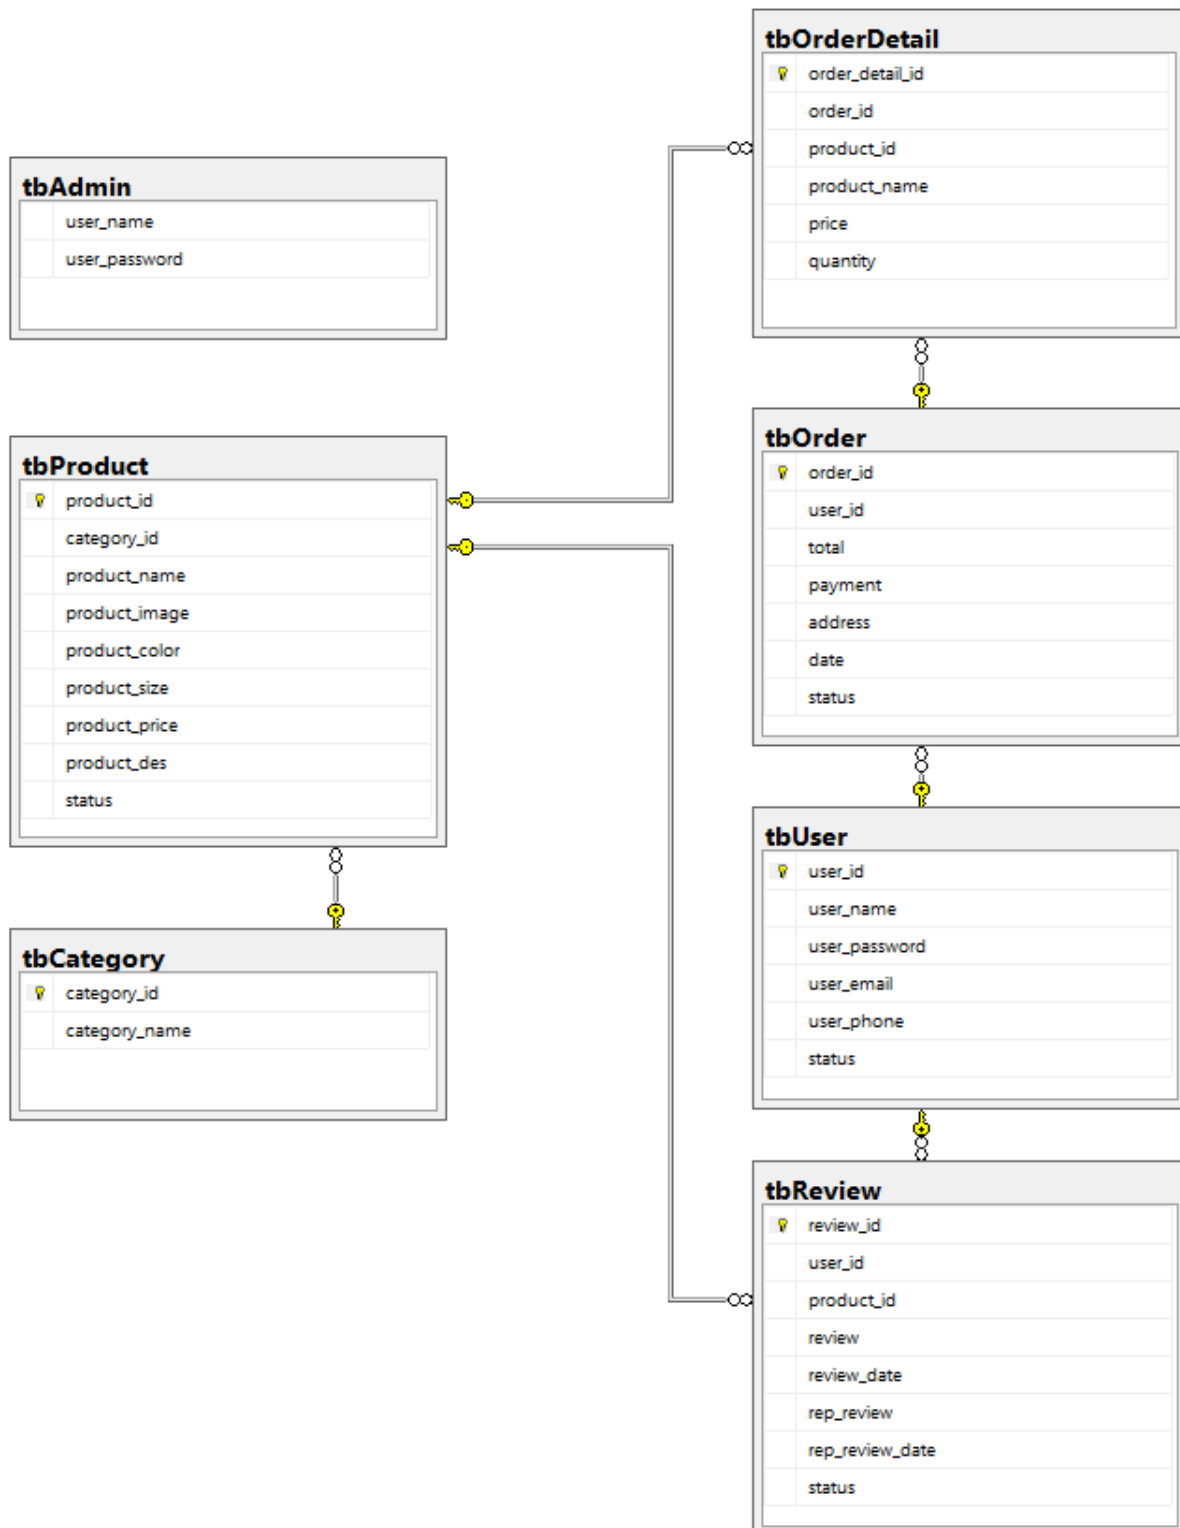 tbAdmin
user_name
user_password
tbProduct
product_id
category_id
product_name
product_image
product_color
product_size
product_price
product_des
status
tbCategory
category_id
category_name
tbOrderDetail
order_detail_id
order_id
product_id
product_name
price
quantity
tbOrder
order_id
user_id
total
payment
address
date
status
tbUser
user_id
user_name
user_password
user_email
user_phone
status
tbReview
review_id
user_id
product_id
review
review_date
rep_review
rep_review_date
status